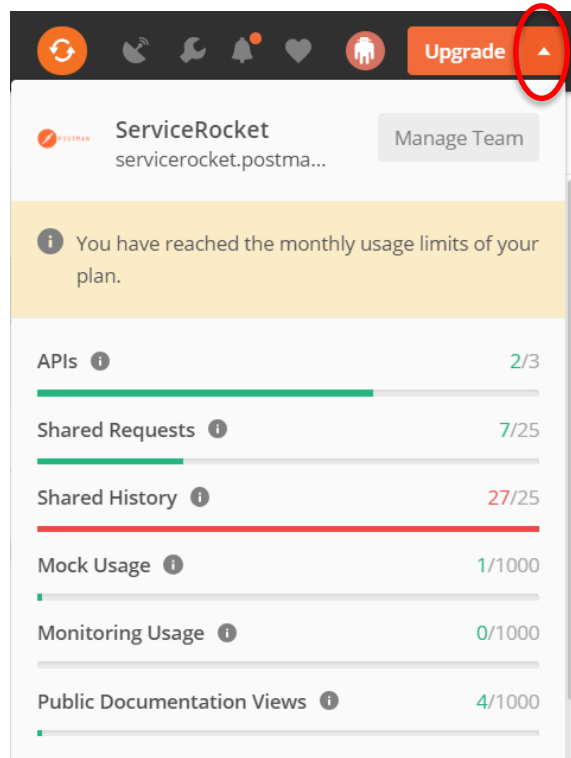 Upgrade
POSTMAN
ServiceRocket
servicerocket.postma...
Manage Team
You have reached the monthly usage limits of your
plan.
APIs 2/3
Shared Requests 7/25
Shared History 27/25
Mock Usage 1/1000
Monitoring Usage 0/1000
Public Documentation Views 4/1000